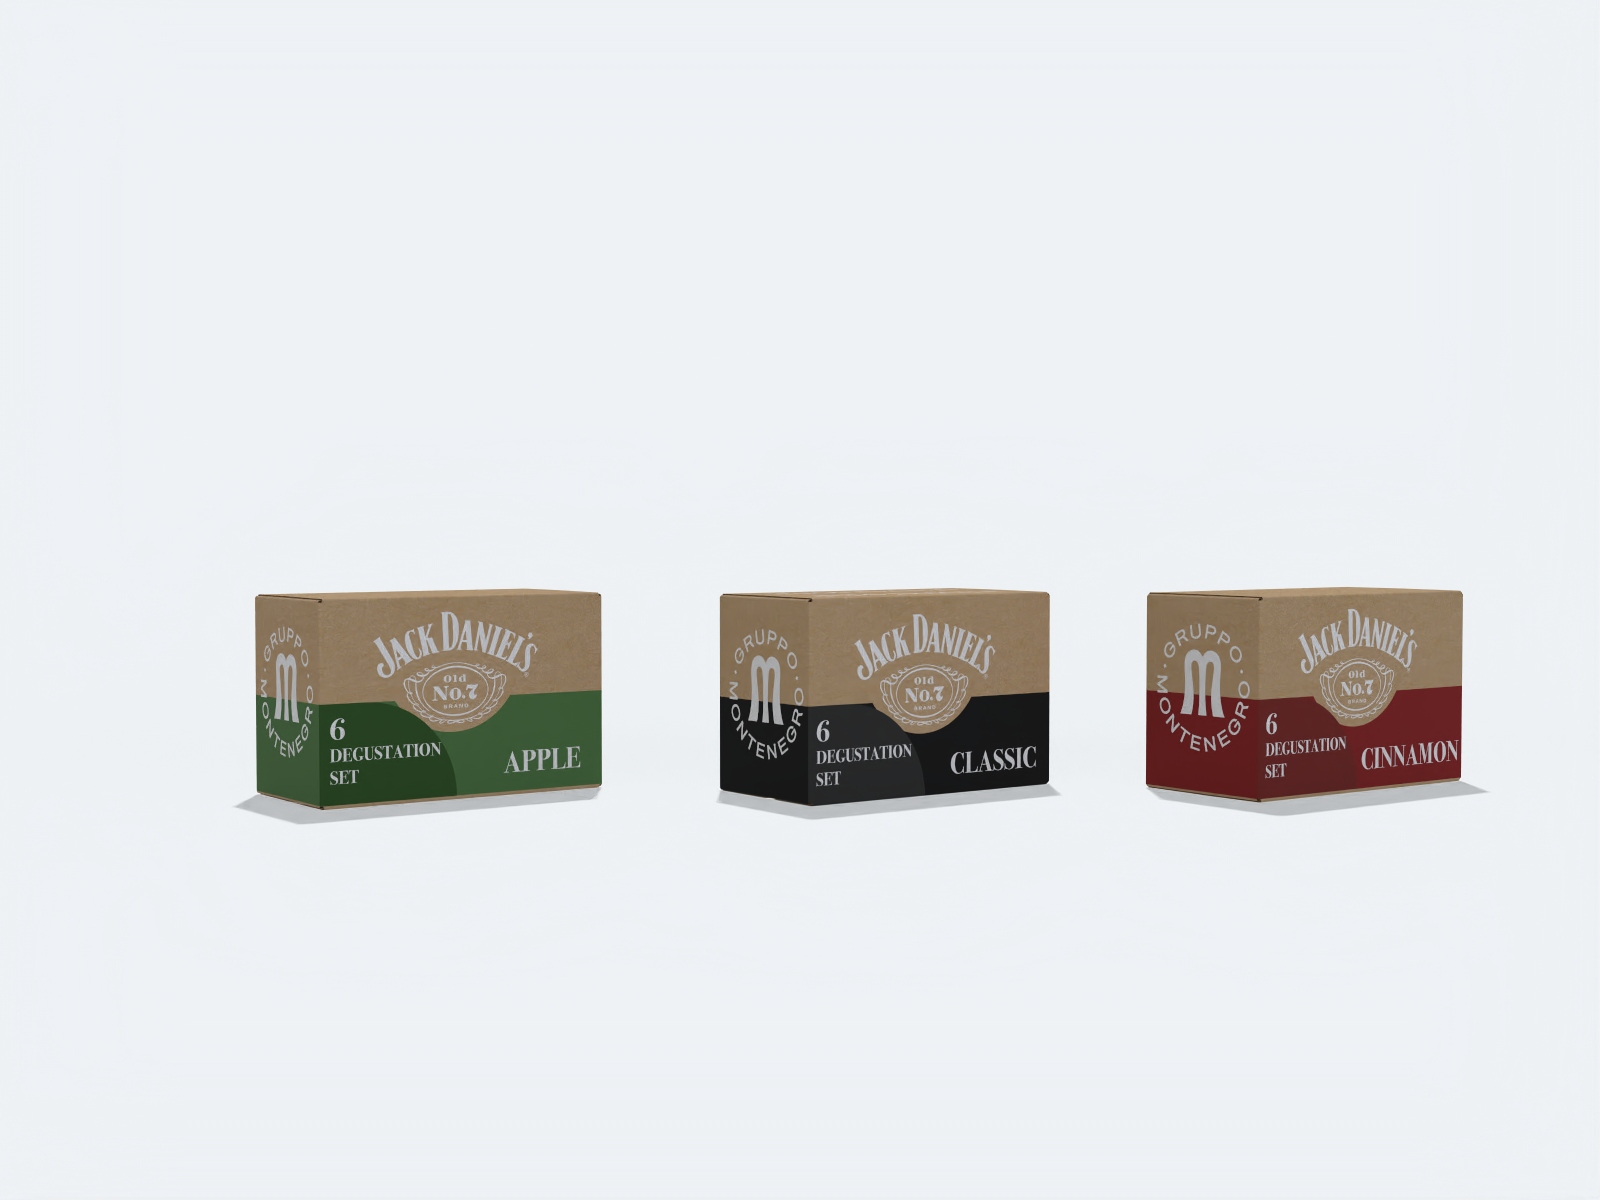 GRUPPO
MONTENEGRO
JACK DANIEL'S
Old
No.7
BRAND
6
DEGUSTATION
SET
APPLE
GRUPPO
MONTENEGRO
JACK DANIEL'S
Old
No.7
BRAND
6
DEGUSTATION
SET
CLASSIC
GRUPPO
MONTENEGRO
JACK DANIEL'S
Old
No.7
BRAND
6
DEGUSTATION
SET
CINNAMON